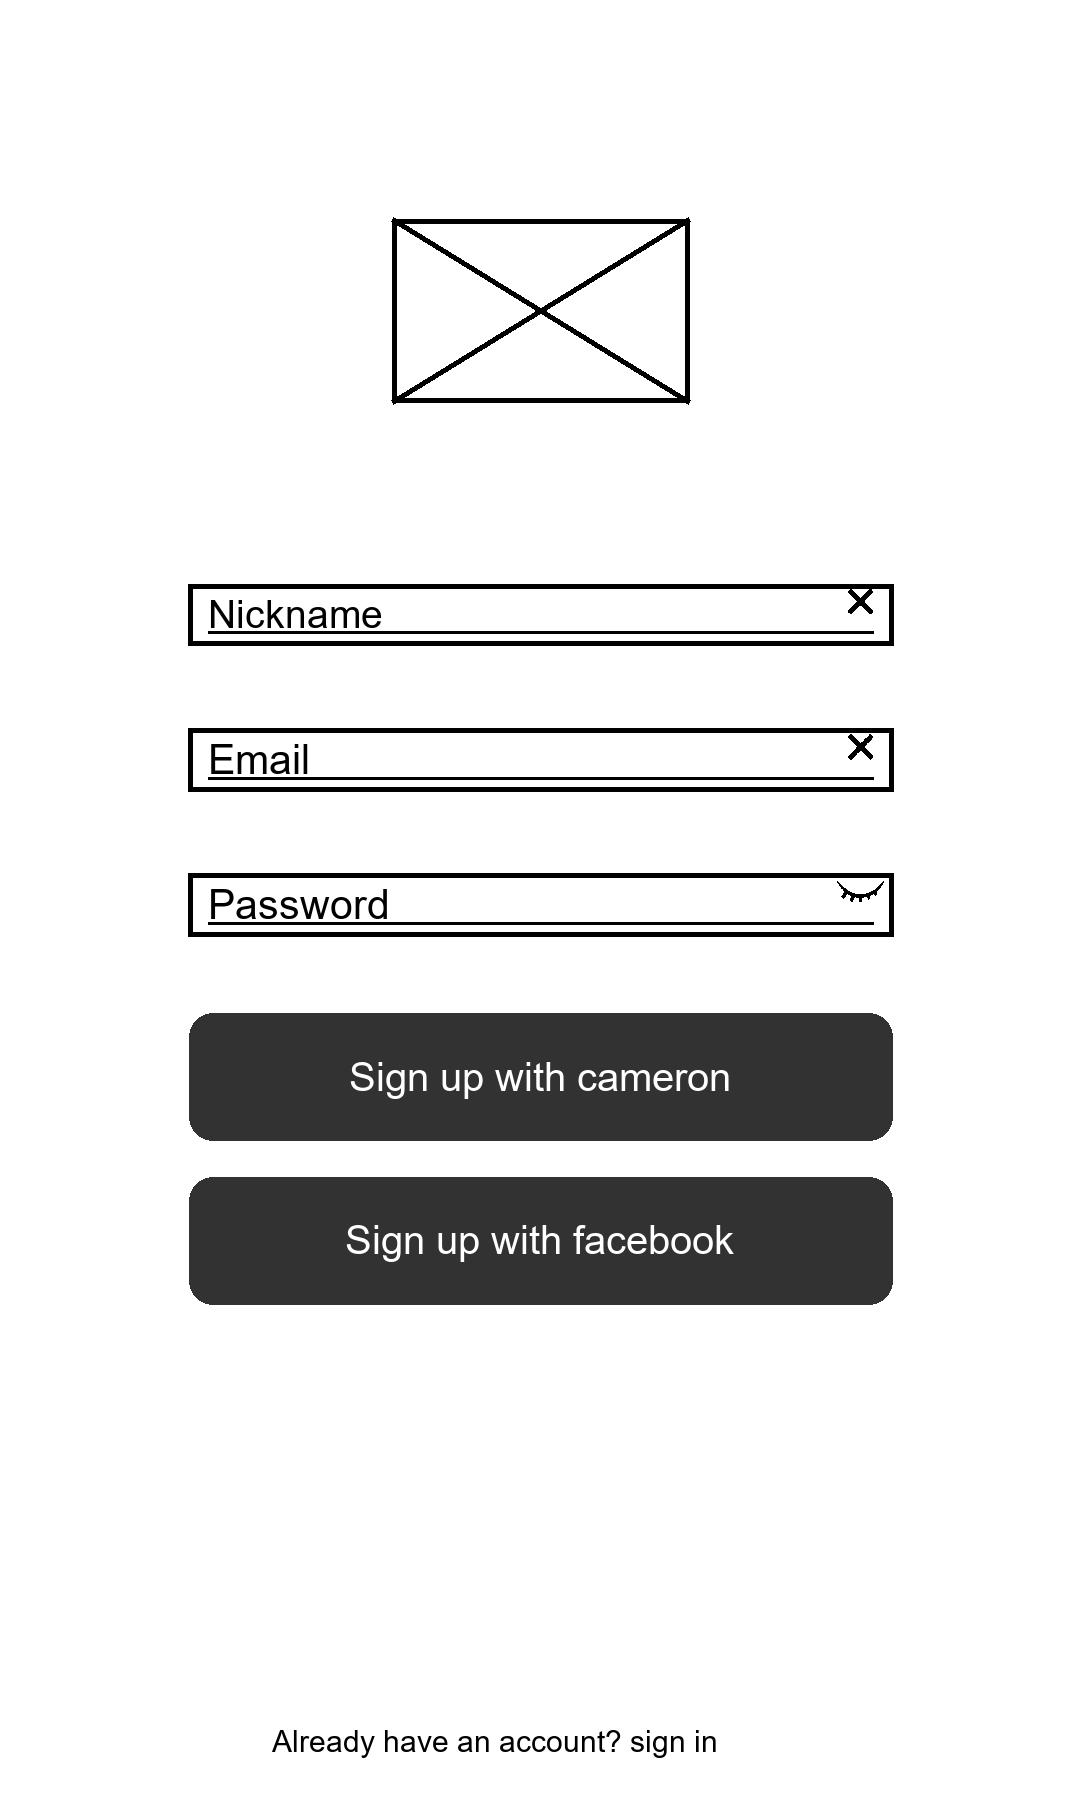 Nickname
Email
Password
Sign up with cameron
Sign up with facebook
Already have an account? sign in